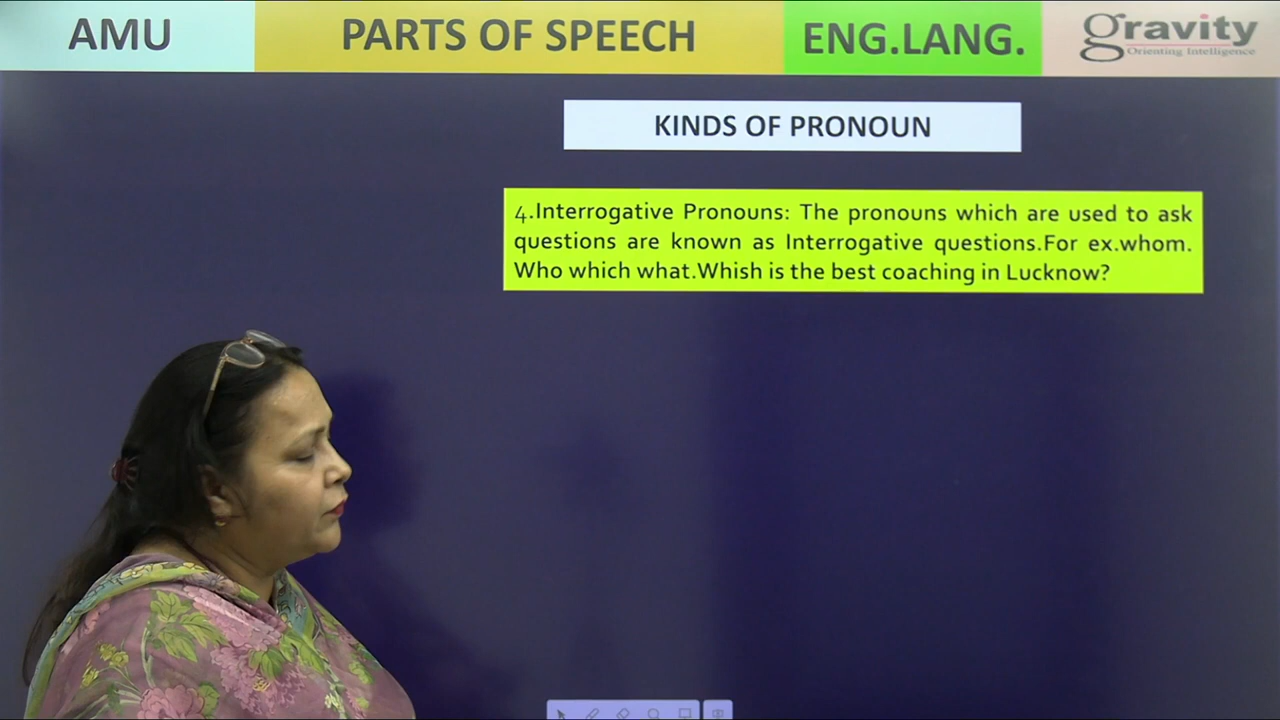 AMU
PARTS OF SPEECH
ENG.LANG.
gravity
Orienting Intelligence
KINDS OF PRONOUN
4.Interrogative Pronouns: The pronouns which are used to ask
questions are known as Interrogative questions.For ex.whom.
Who which what.Whish is the best coaching in Lucknow?